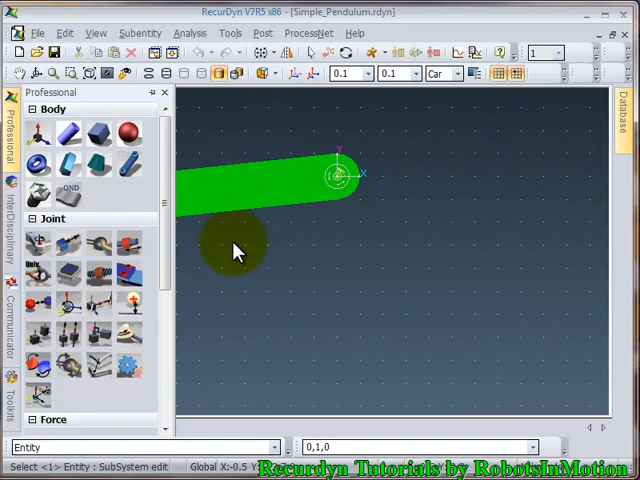 RecurDyn V7R5 x86 - [Simple_Pendulum.rdyn]
File Edit View Subentity Analysis Tools Post ProcessNet Help
1
0.1 0.1 Car
Professional
Body
GND
Joint
Univ
Force
Professional
InterDisciplinary
Communicator
Toolkits
Database
Y
X
Entity 0,1,0
Select <1> Entity : SubSystem edit Global X:-0.5 Y
Recurdyn Tutorials by RobotsInMotion